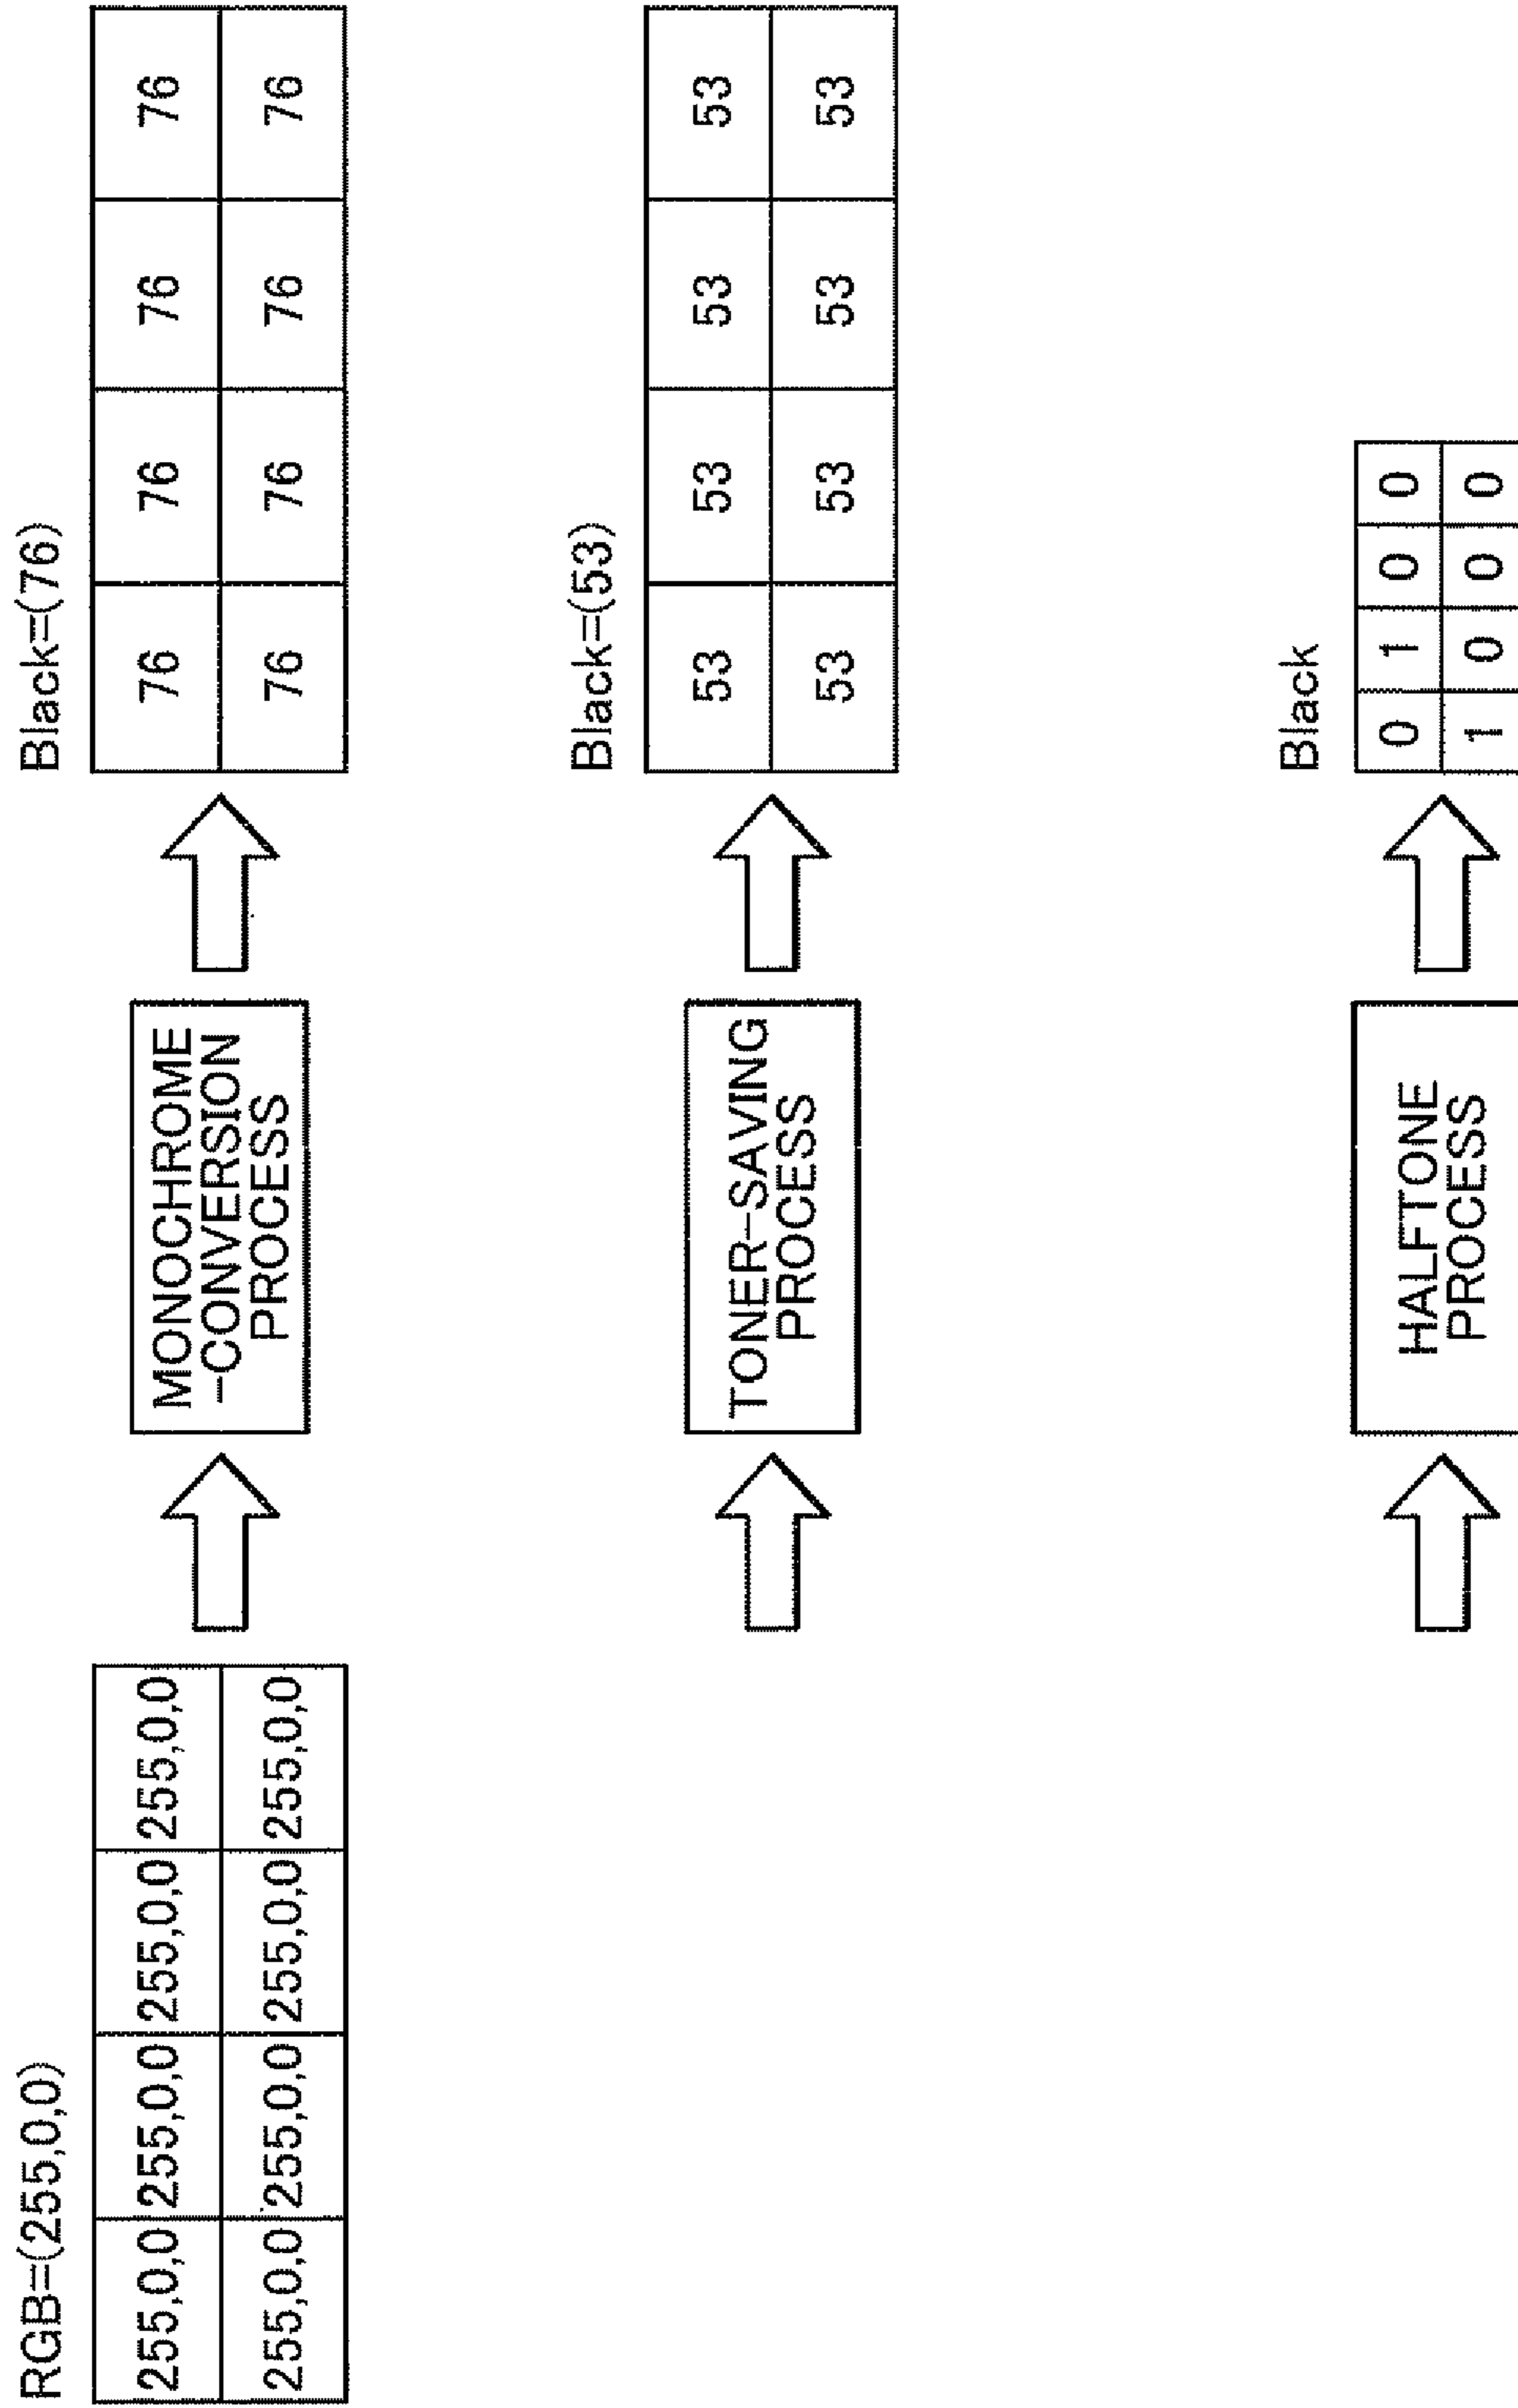 RGB=(255,0,0)
255,0,0 255,0,0 255,0,0 255,0,0
255,0,0 255,0,0 255,0,0 255,0,0
MONOCHROME
-CONVERSION
PROCESS
Black=(76)
76 76 76 76
76 76 76 76
TONER-SAVING
PROCESS
Black=(53)
53 53 53 53
53 53 53 53
HALFTONE
PROCESS
Black
0 1 0 0
1 0 0 0